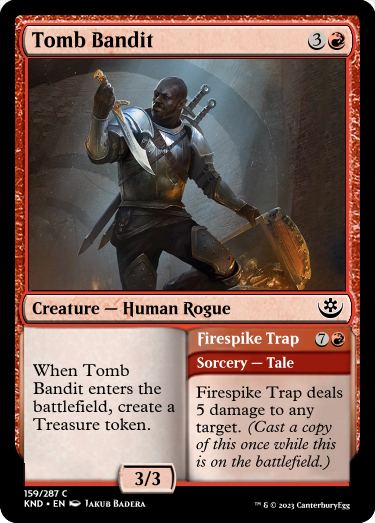 Tomb Bandit 3
Creature — Human Rogue
When Tomb
Bandit enters the
battlefield, create a
Treasure token.
Firespike Trap 7
Sorcery — Tale
Firespike Trap deals
5 damage to any
target. (Cast a copy
of this once while this
is on the battlefield.)
3/3
159/287 C
KND • EN Jakub Badera
™ & © 2023 CanterburyEgg